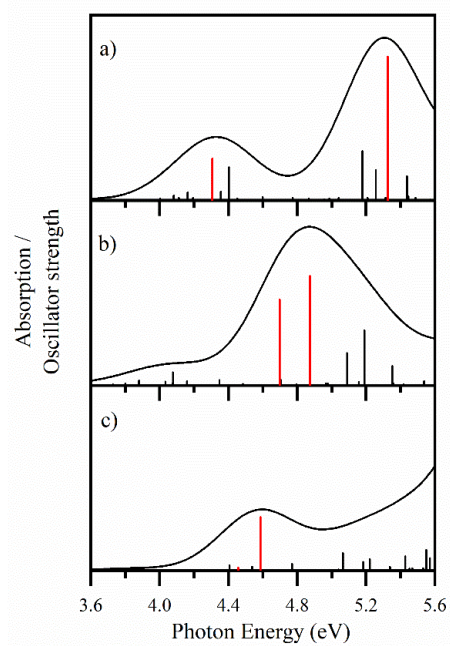 a)
b)
c)
Absorption /
Oscillator strength
3.6 4.0 4.4 4.8 5.2 5.6
Photon Energy (eV)